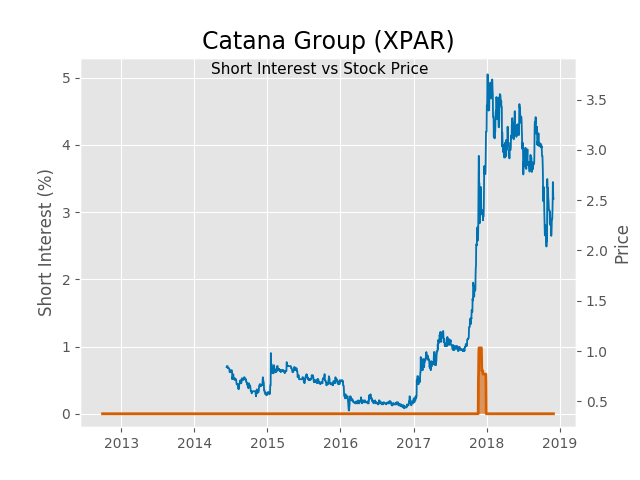 Catana Group (XPAR)
Short Interest vs Stock Price
Short Interest (%)
5
4
3
2
1
0
3.5
3.0
2.5
2.0
1.5
1.0
0.5
Price
2013 2014 2015 2016 2017 2018 2019